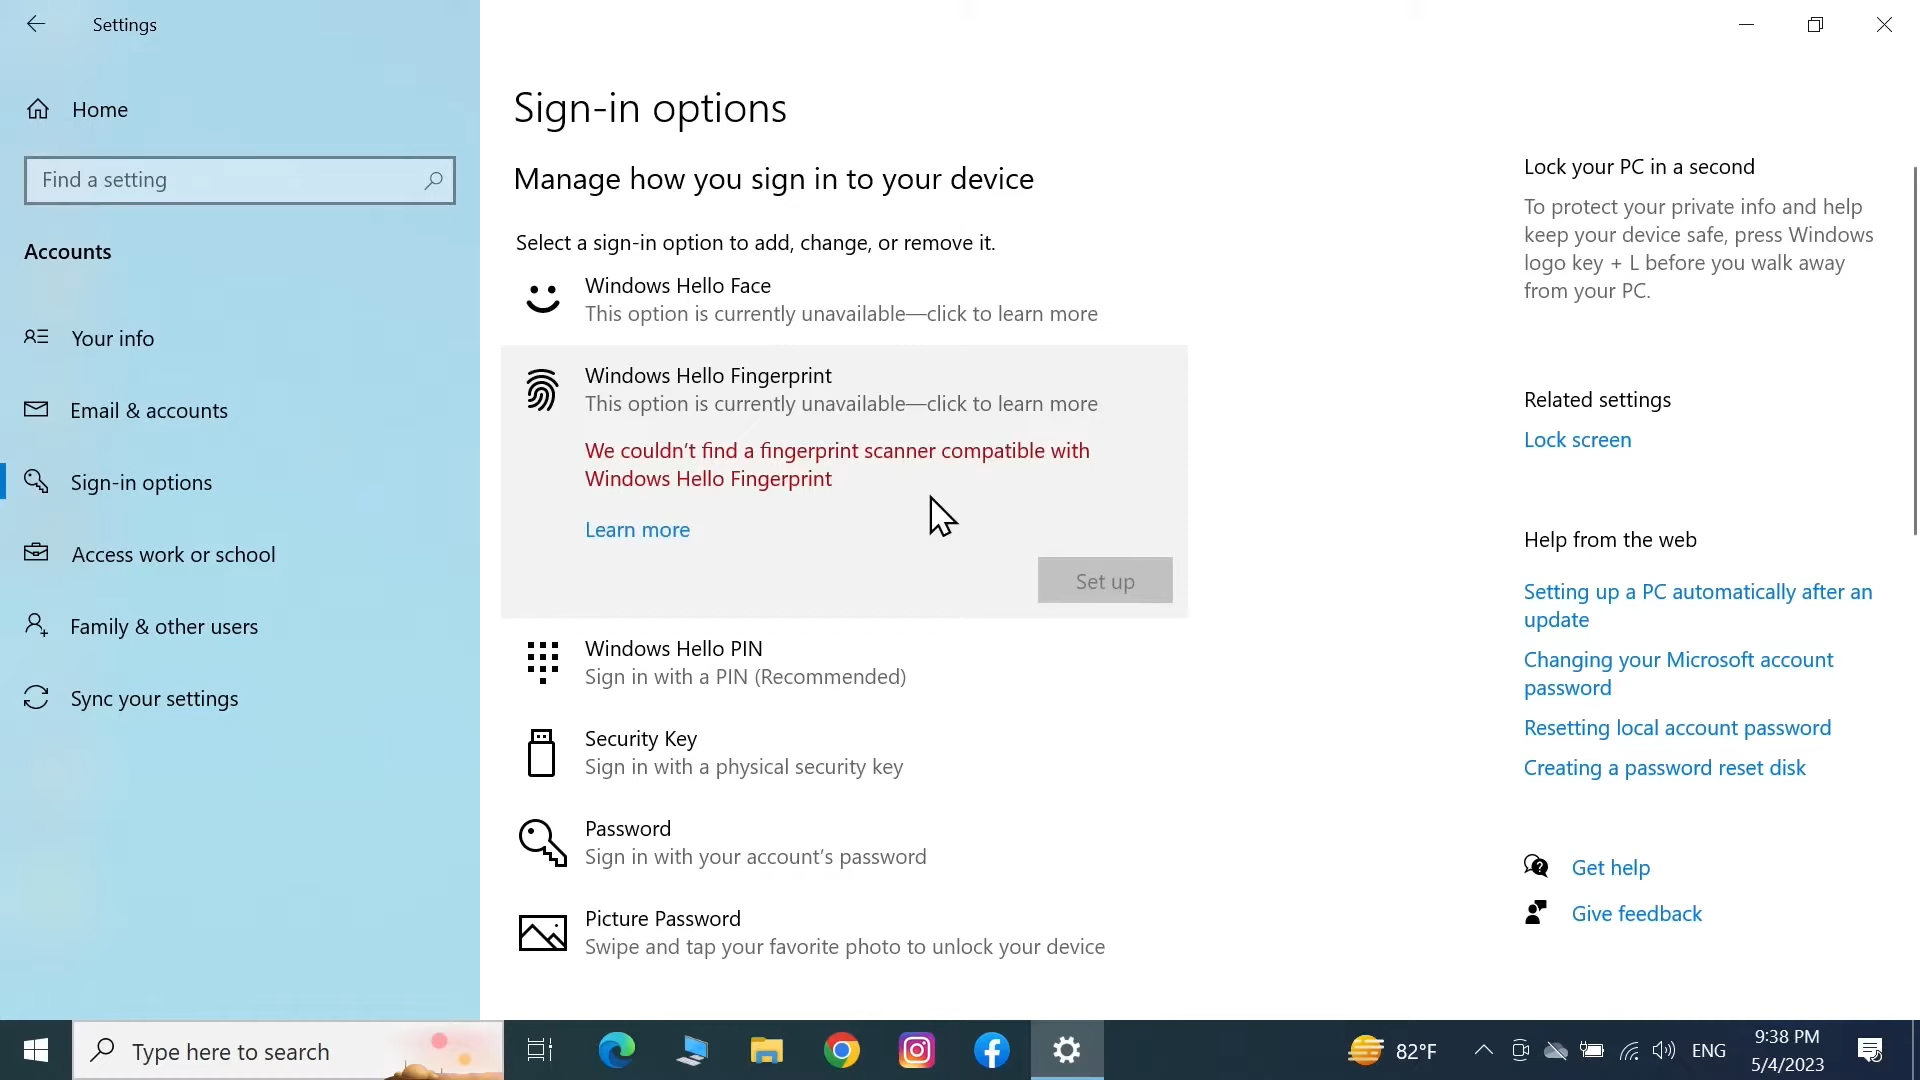 Settings
Home
Find a setting
Accounts
Your info
Email & accounts
Sign-in options
Access work or school
Family & other users
Sync your settings
Sign-in options
Manage how you sign in to your device
Select a sign-in option to add, change, or remove it.
Windows Hello Face
This option is currently unavailable—click to learn more
Windows Hello Fingerprint
This option is currently unavailable—click to learn more
We couldn't find a fingerprint scanner compatible with
Windows Hello Fingerprint
Learn more
Set up
Windows Hello PIN
Sign in with a PIN (Recommended)
Security Key
Sign in with a physical security key
Password
Sign in with your account's password
Picture Password
Swipe and tap your favorite photo to unlock your device
Lock your PC in a second
To protect your private info and help
keep your device safe, press Windows
logo key + L before you walk away
from your PC.
Related settings
Lock screen
Help from the web
Setting up a PC automatically after an
update
Changing your Microsoft account
password
Resetting local account password
Creating a password reset disk
Get help
Give feedback
Type here to search
82°F
ENG
9:38 PM
5/4/2023